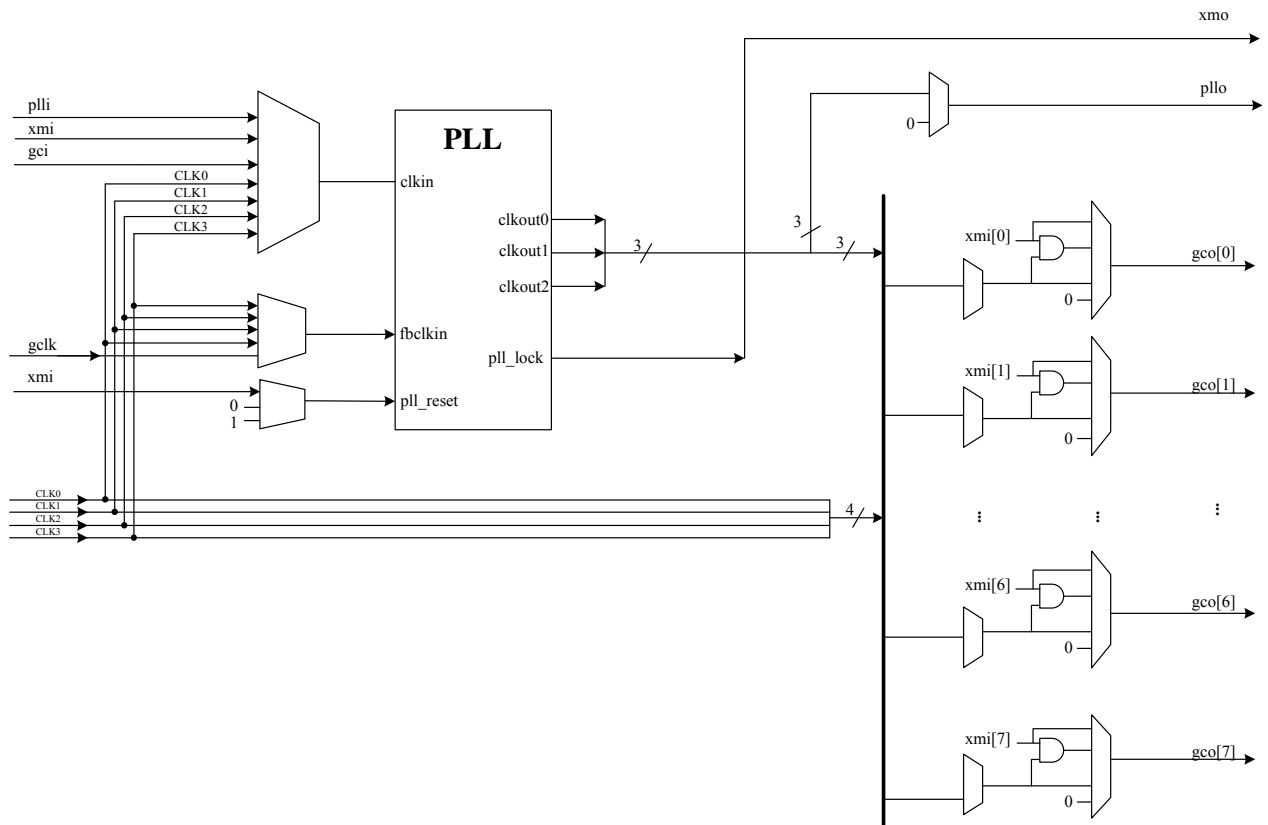 xmo
plli
xmi
gci
CLK0
CLK1
CLK2
CLK3
PLL
clkin
clkout0
clkout1
clkout2
fbclkin
pll_lock
pll_reset
gclk
xmi
0
1
3
3
3
pllo
0
xmi[0]
0
gco[0]
xmi[1]
0
gco[1]
CLK0
CLK1
CLK2
CLK3
4
...
...
...
xmi[6]
0
gco[6]
xmi[7]
0
gco[7]